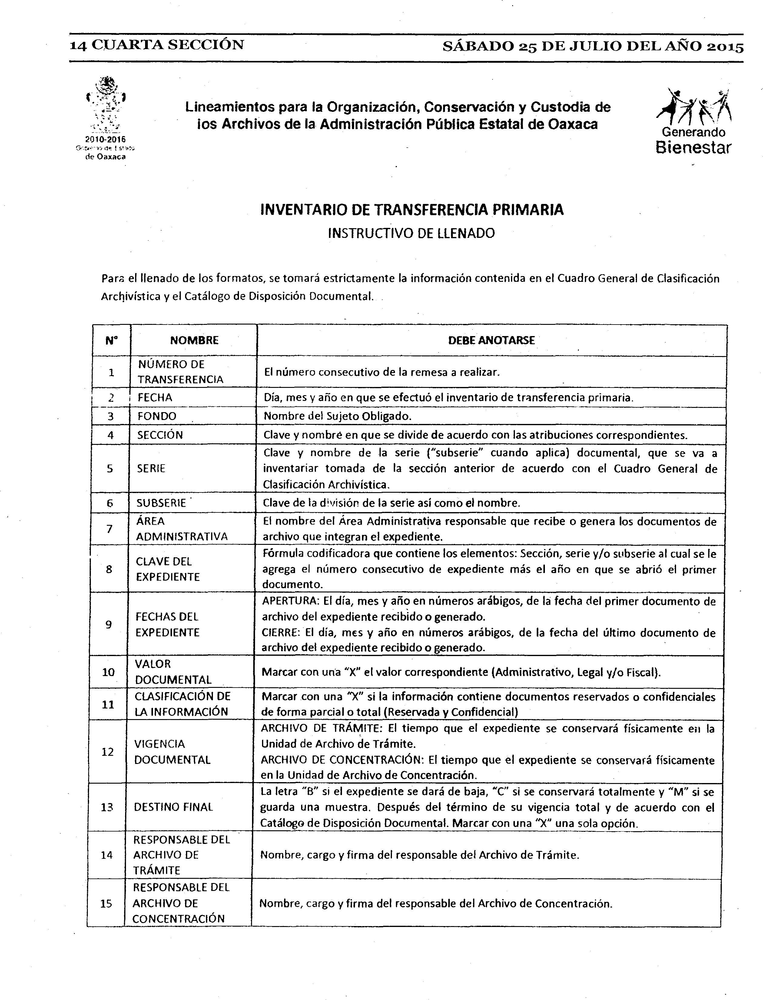 14 CUARTA SECCIÓN
SÁBADO 25 DE JULIO DEL AÑO 2015
2010-2016
Gobierno de Estado
de Oaxaca
Lineamientos para la Organización, Conservación y Custodia de
los Archivos de la Administración Pública Estatal de Oaxaca
Generando
Bienestar
INVENTARIO DE TRANSFERENCIA PRIMARIA
INSTRUCTIVO DE LLENADO
Para el llenado de los formatos, se tomará estrictamente la información contenida en el Cuadro General de Clasificación
Archivística y el Catálogo de Disposición Documental.
N° NOMBRE DEBE ANOTARSE
1
NÚMERO DE
TRANSFERENCIA
El número consecutivo de la remesa a realizar.
2 FECHA Día, mes y año en que se efectuó el inventario de transferencia primaria.
3 FONDO Nombre del Sujeto Obligado.
4 SECCIÓN Clave y nombre en que se divide de acuerdo con las atribuciones correspondientes.
5 SERIE
Clave y nombre de la serie ("subserie" cuando aplica) documental, que se va a
inventariar tomada de la sección anterior de acuerdo con el Cuadro General de
Clasificación Archivística.
6 SUBSERIE Clave de la división de la serie así como el nombre.
7
ÁREA
ADMINISTRATIVA
El nombre del Área Administrativa responsable que recibe o genera los documentos de
archivo que integran el expediente.
8
CLAVE DEL
EXPEDIENTE
Fórmula codificadora que contiene los elementos: Sección, serie y/o subserie al cual se le
agrega el número consecutivo de expediente más el año en que se abrió el primer
documento.
9
FECHAS DEL
EXPEDIENTE
APERTURA: El día, mes y año en números arábigos, de la fecha del primer documento de
archivo del expediente recibido o generado.
CIERRE: El día, mes y año en números arábigos, de la fecha del último documento de
archivo del expediente recibido o generado.
10
VALOR
DOCUMENTAL
Marcar con una "X" el valor correspondiente (Administrativo, Legal y/o Fiscal).
11
CLASIFICACIÓN DE
LA INFORMACIÓN
Marcar con una "X" si la información contiene documentos reservados o confidenciales
de forma parcial o total (Reservada y Confidencial)
12
VIGENCIA
DOCUMENTAL
ARCHIVO DE TRÁMITE: El tiempo que el expediente se conservará físicamente en la
Unidad de Archivo de Trámite.
ARCHIVO DE CONCENTRACIÓN: El tiempo que el expediente se conservará físicamente
en la Unidad de Archivo de Concentración.
13 DESTINO FINAL
La letra "B" si el expediente se dará de baja, "C" si se conservará totalmente y "M" si se
guarda una muestra. Después del término de su vigencia total y de acuerdo con el
Catálogo de Disposición Documental. Marcar con una "X" una sola opción.
14
RESPONSABLE DEL
ARCHIVO DE
TRÁMITE
Nombre, cargo y firma del responsable del Archivo de Trámite.
15
RESPONSABLE DEL
ARCHIVO DE
CONCENTRACIÓN
Nombre, cargo y firma del responsable del Archivo de Concentración.